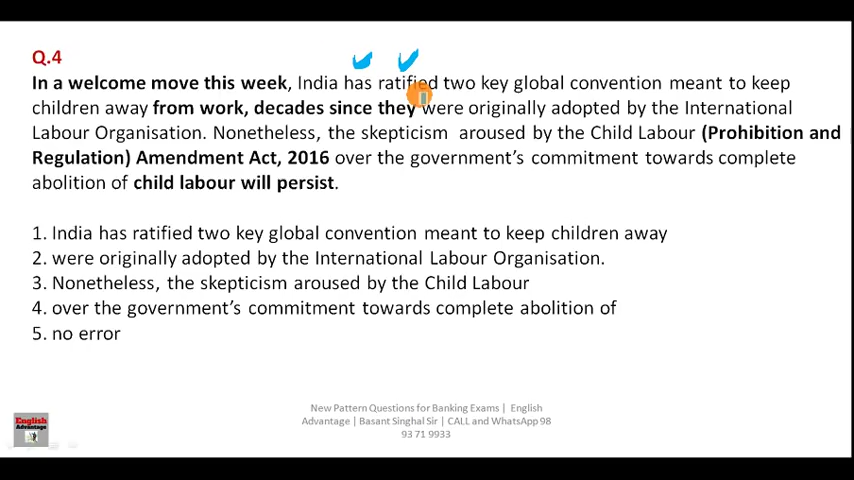 Q.4
In a welcome move this week, India has ratified two key global convention meant to keep
children away from work, decades since they were originally adopted by the International
Labour Organisation. Nonetheless, the skepticism aroused by the Child Labour (Prohibition and
Regulation) Amendment Act, 2016 over the government's commitment towards complete
abolition of child labour will persist.
1. India has ratified two key global convention meant to keep children away
2. were originally adopted by the International Labour Organisation.
3. Nonetheless, the skepticism aroused by the Child Labour
4. over the government's commitment towards complete abolition of
5. no error
New Pattern Questions for Banking Exams | English
Advantage | Basant Singhal Sir | CALL and WhatsApp 98
93 71 9933
English
Advantage